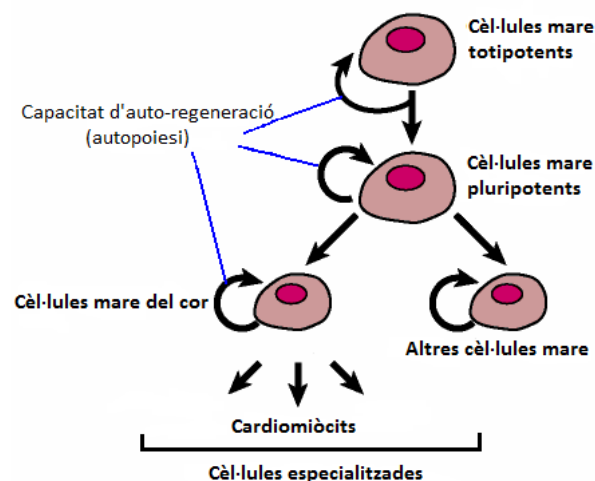 Cèl·lules mare
totipotents
Capacitat d'auto-regeneració
(autopoiesi)
Cèl·lules mare
pluripotents
Cèl·lules mare del cor
Altres cèl·lules mare
Cardiomiòcits
Cèl·lules especialitzades